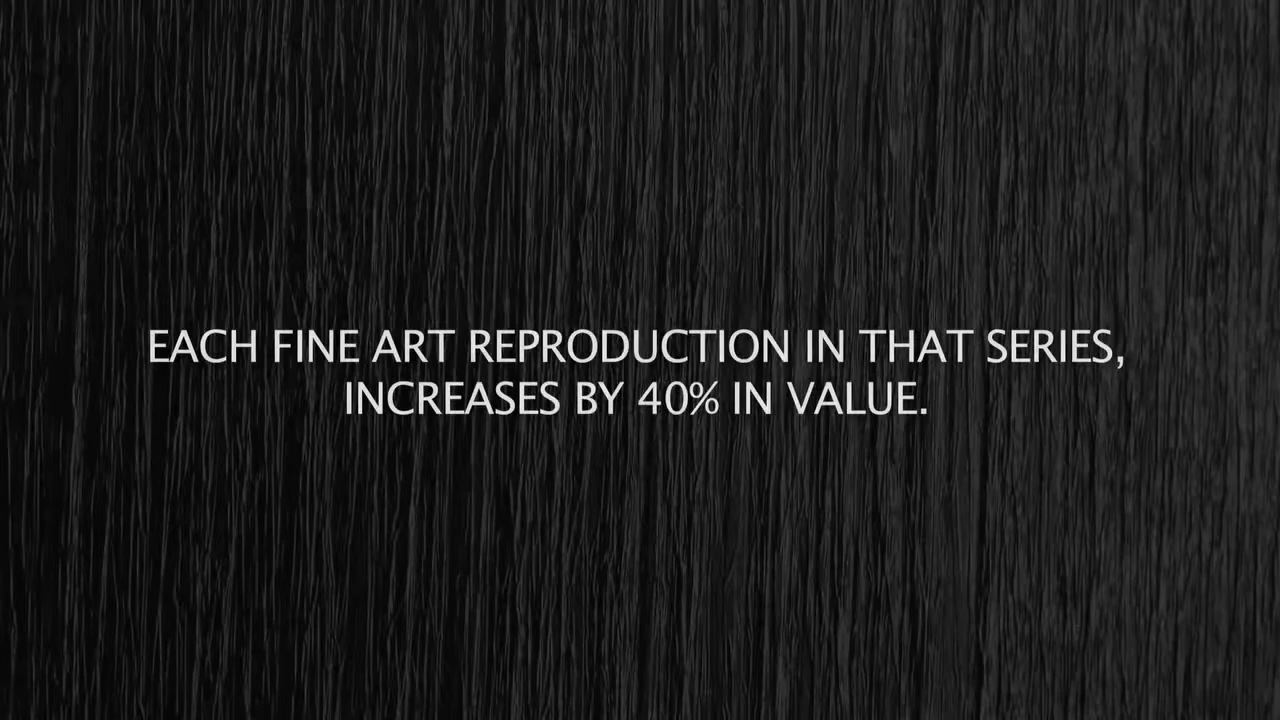 EACH FINE ART REPRODUCTION IN THAT SERIES,
INCREASES BY 40% IN VALUE.